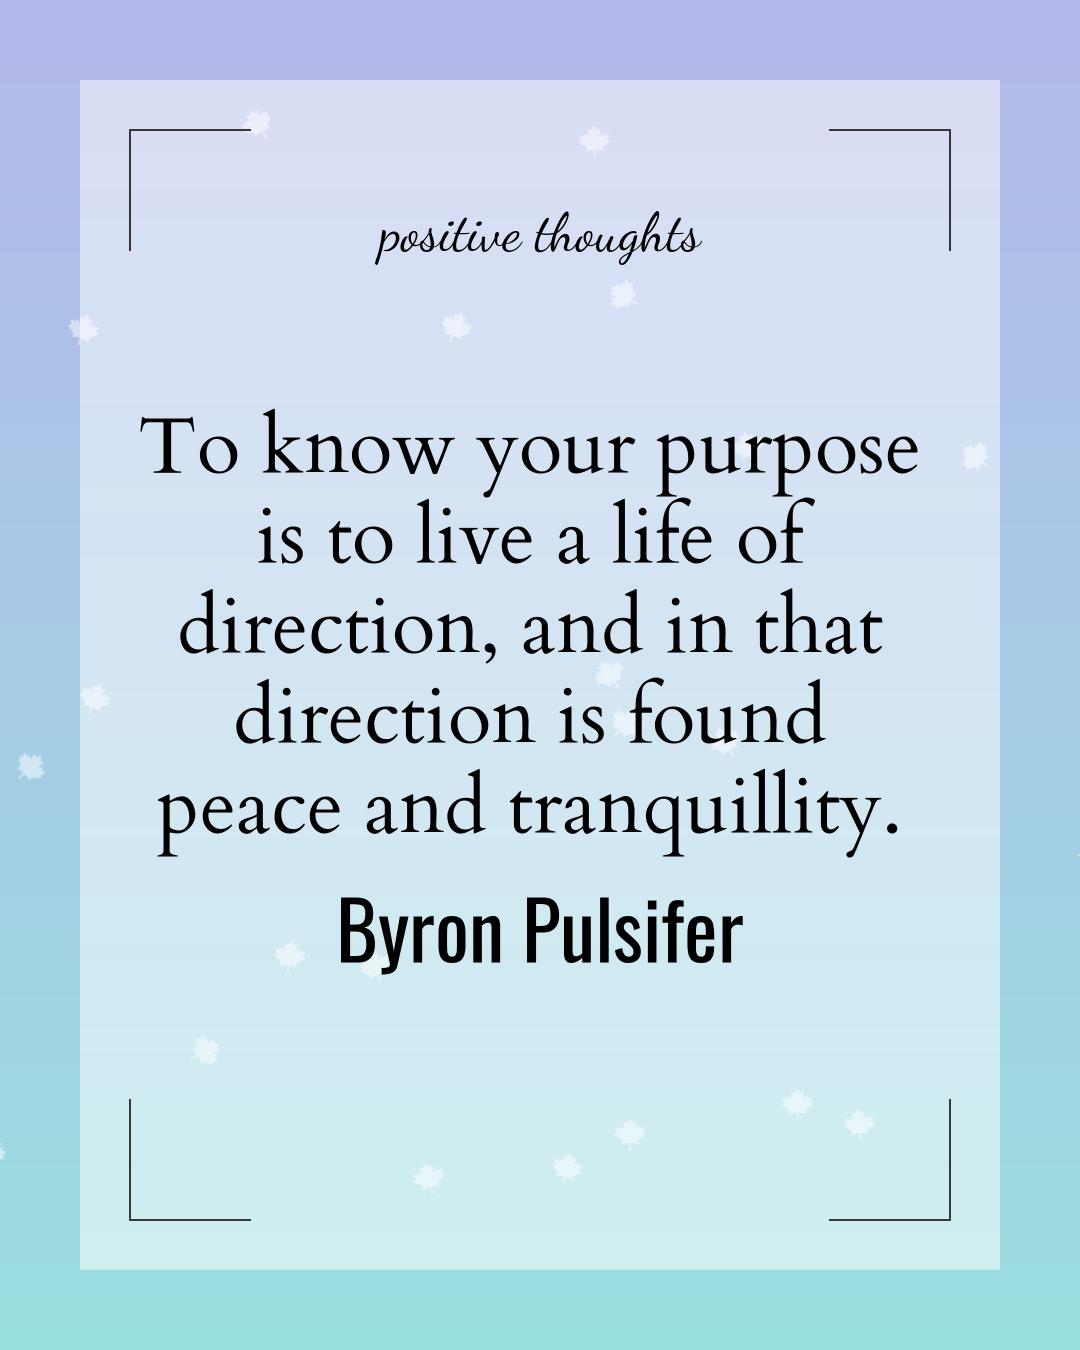 positive thoughts
To know your purpose
is to live a life of
direction, and in that
direction is found
peace and tranquillity.
Byron Pulsifer